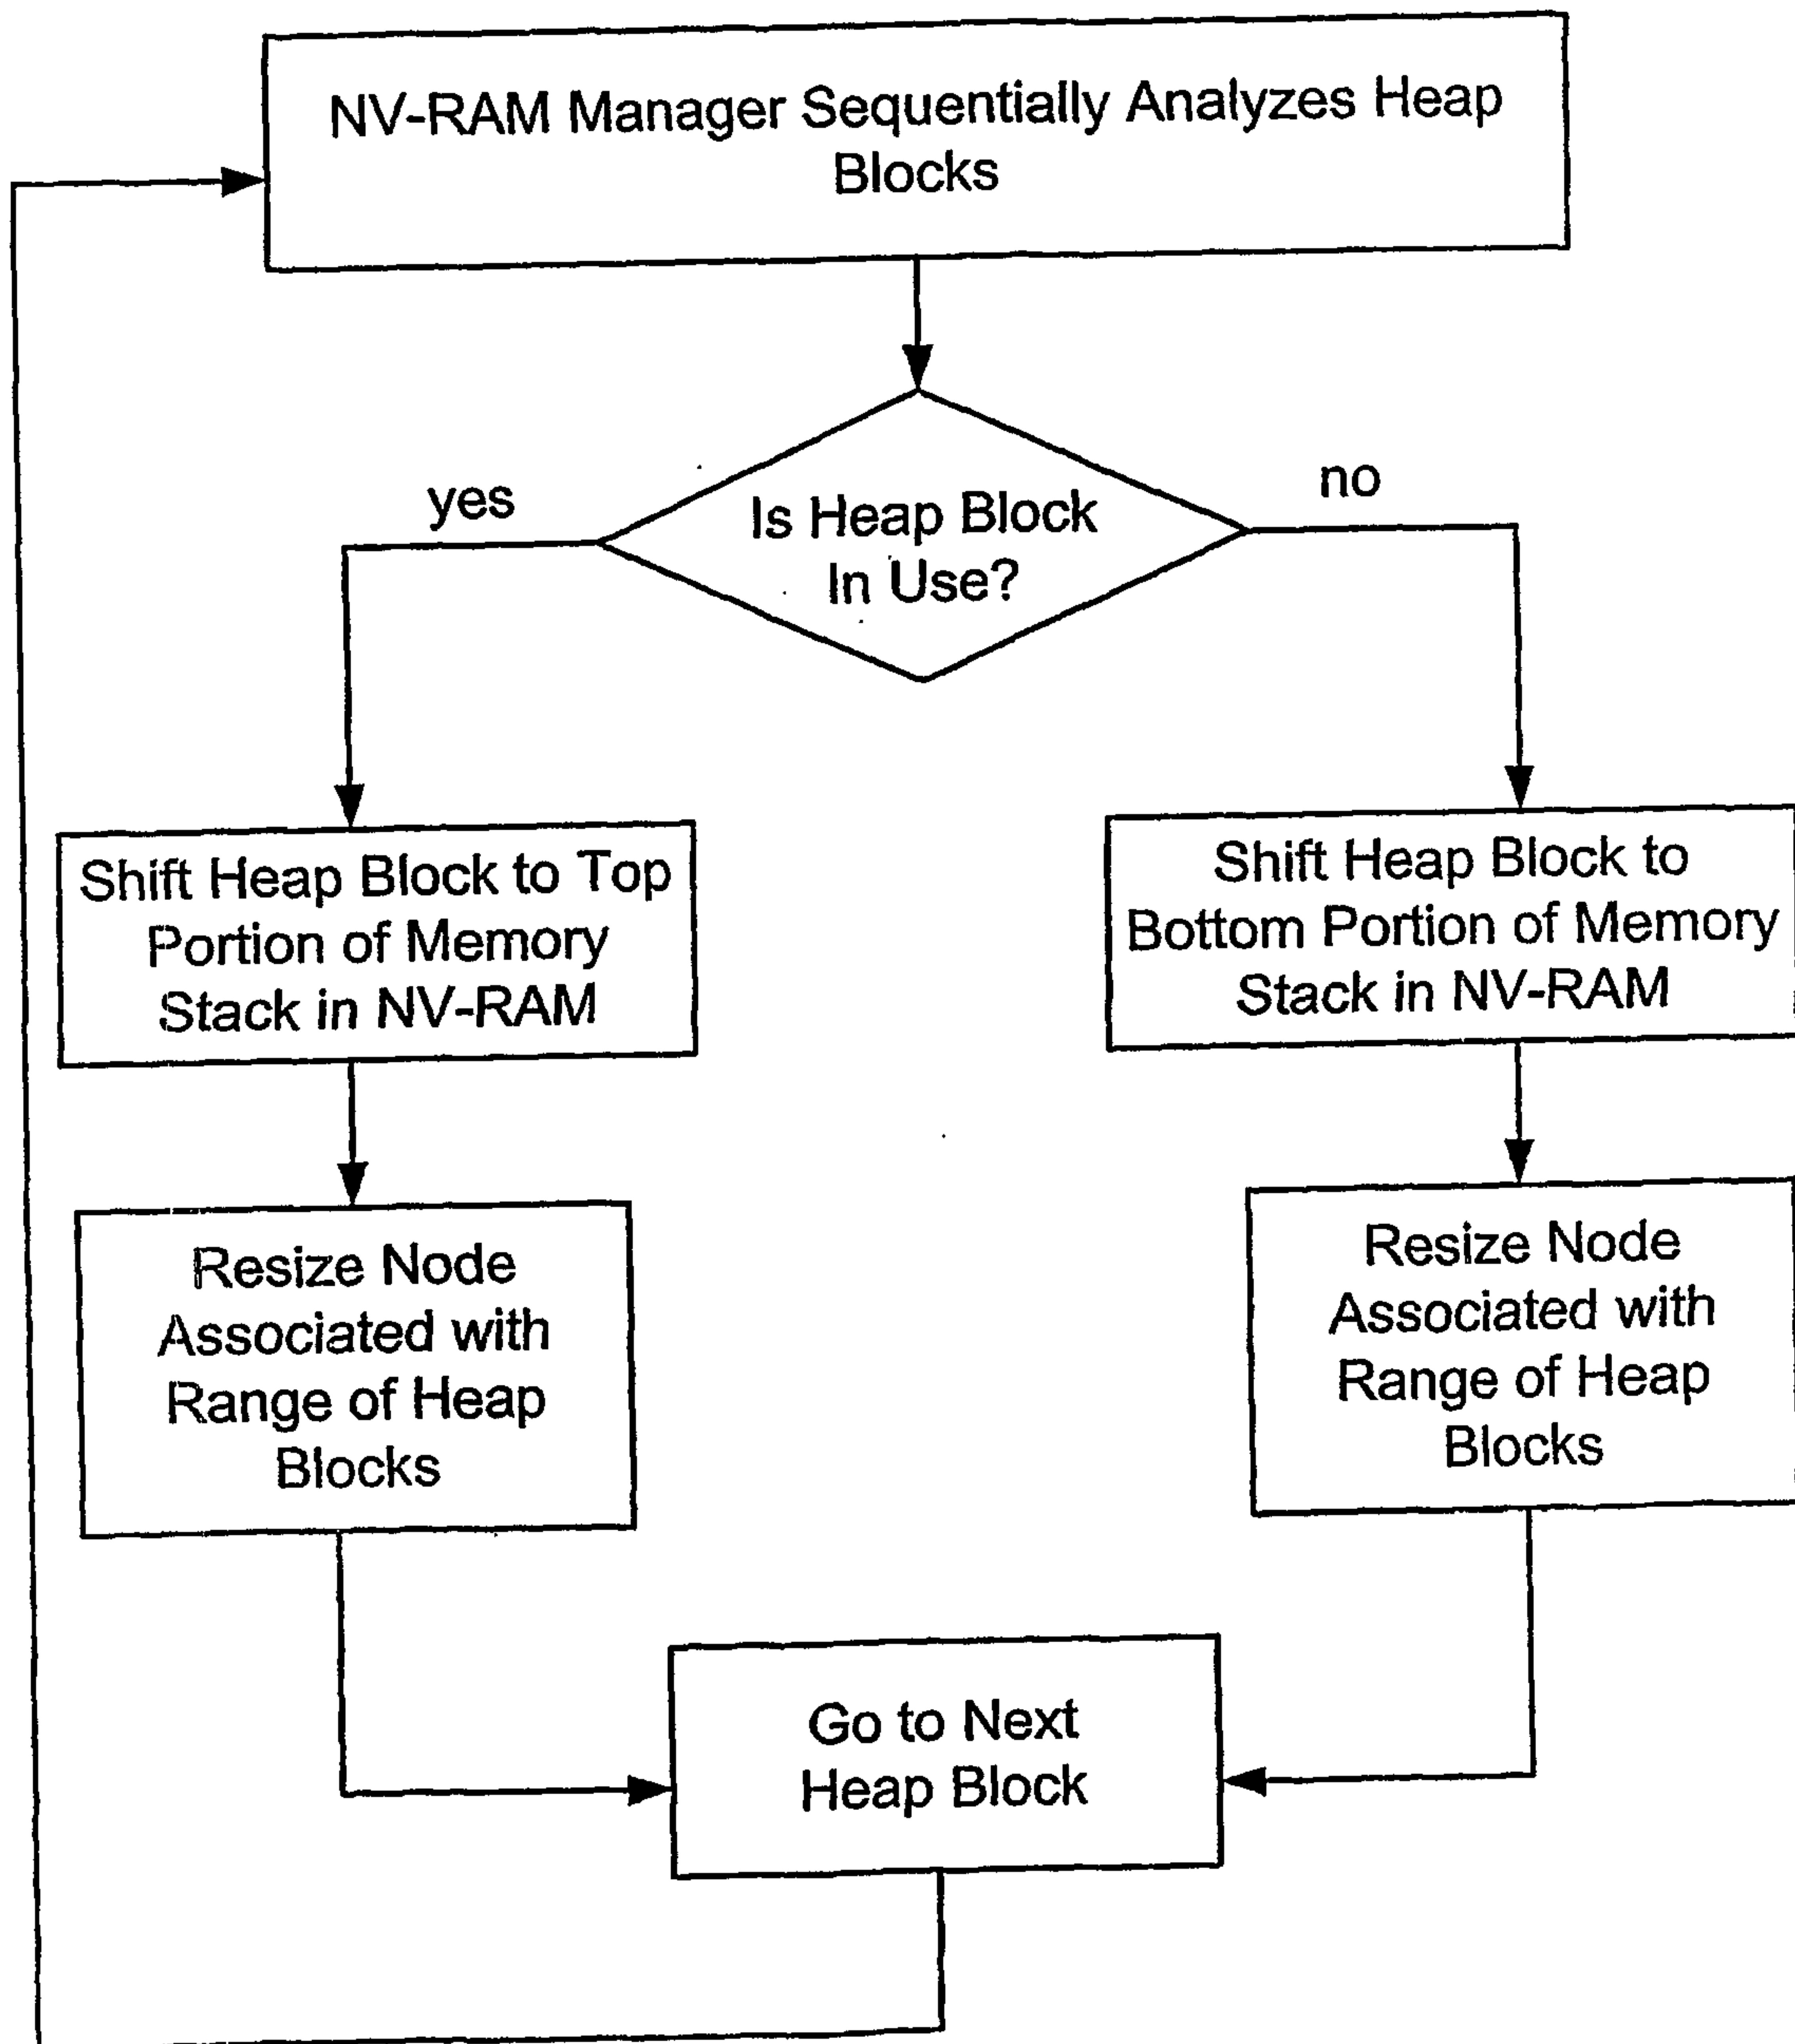 NV-RAM Manager Sequentially Analyzes Heap
Blocks
yes
no
Is Heap Block
In Use?
Shift Heap Block to Top
Portion of Memory
Stack in NV-RAM
Shift Heap Block to
Bottom Portion of Memory
Stack in NV-RAM
Resize Node
Associated with
Range of Heap
Blocks
Resize Node
Associated with
Range of Heap
Blocks
Go to Next
Heap Block